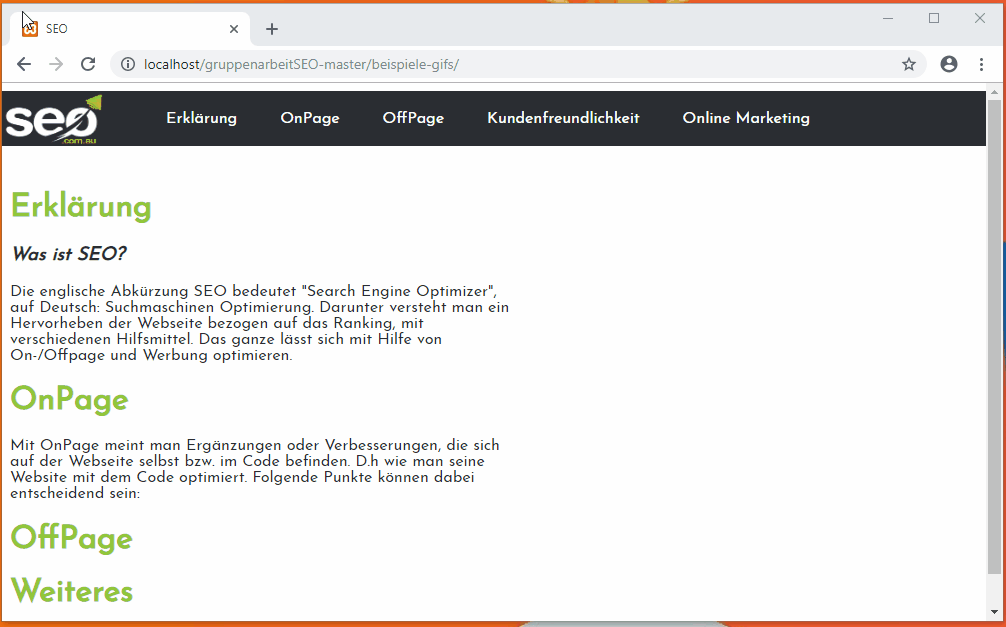 SEO
localhost/gruppenarbeitSEO-master/beispiele-gifs/
seo
.com.au
Erklärung OnPage OffPage Kundenfreundlichkeit Online Marketing
Erklärung
Was ist SEO?
Die englische Abkürzung SEO bedeutet "Search Engine Optimizer",
auf Deutsch: Suchmaschinen Optimierung. Darunter versteht man ein
Hervorheben der Webseite bezogen auf das Ranking, mit
verschiedenen Hilfsmittel. Das ganze lässt sich mit Hilfe von
On-/Offpage und Werbung optimieren.
OnPage
Mit OnPage meint man Ergänzungen oder Verbesserungen, die sich
auf der Webseite selbst bzw. im Code befinden. D.h wie man seine
Website mit dem Code optimiert. Folgende Punkte können dabei
entscheidend sein:
OffPage
Weiteres